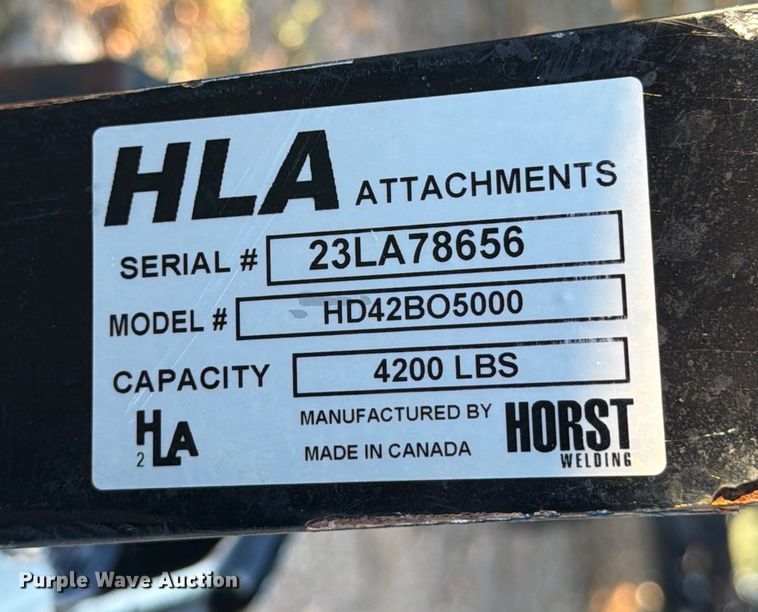 HLA ATTACHMENTS
SERIAL # 23LA78656
MODEL # HD42BO5000
CAPACITY 4200 LBS
HLA
2
MANUFACTURED BY
MADE IN CANADA
HORST
WELDING
Purple Wave Auction